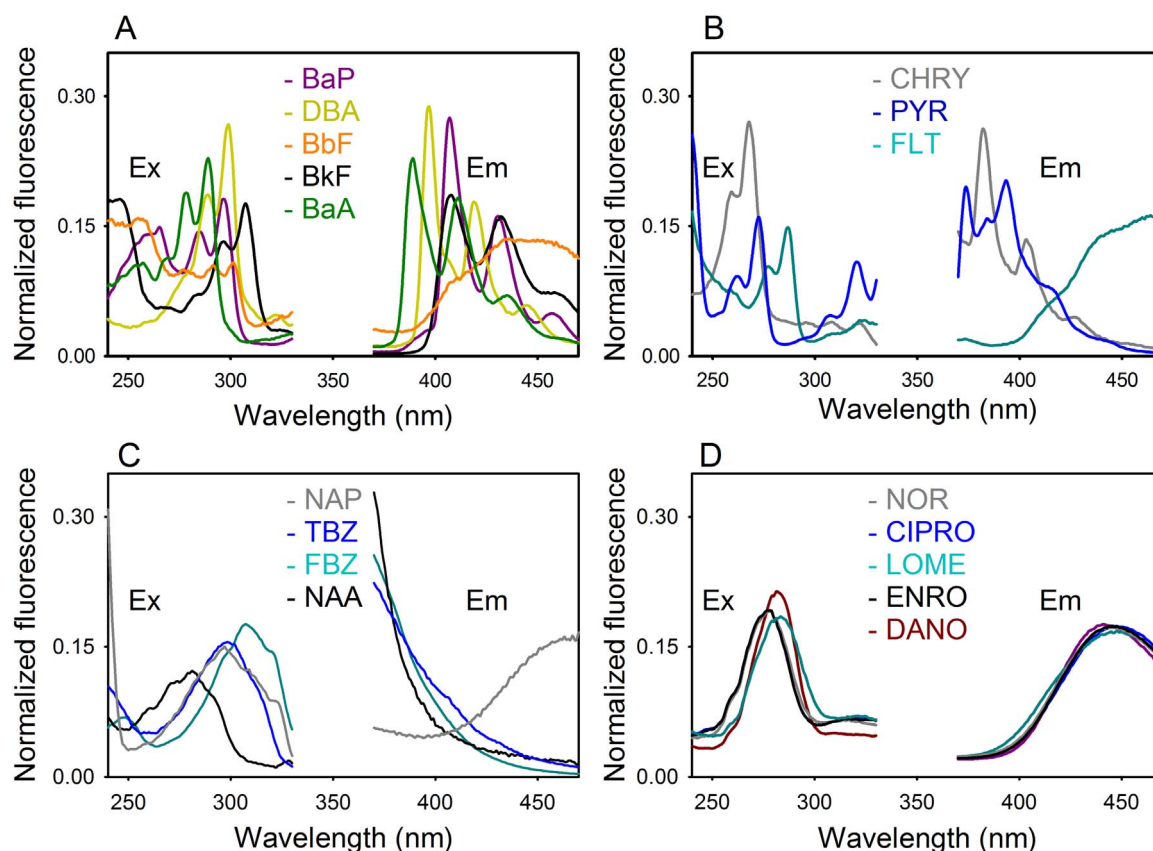 A
Normalized fluorescence
0.30
0.15
0.00
Ex
- BaP
- DBA
- BbF
- BkF
- BaA
Em
250 300 350 400 450
Wavelength (nm)
B
Normalized fluorescence
0.30
0.15
0.00
Ex
- CHRY
- PYR
- FLT
Em
250 300 350 400 450
Wavelength (nm)
C
Normalized fluorescence
0.30
0.15
0.00
Ex
- NAP
- TBZ
- FBZ
- NAA
Em
250 300 350 400 450
Wavelength (nm)
D
Normalized fluorescence
0.30
0.15
0.00
Ex
- NOR
- CIPRO
- LOME
- ENRO
- DANO
Em
250 300 350 400 450
Wavelength (nm)